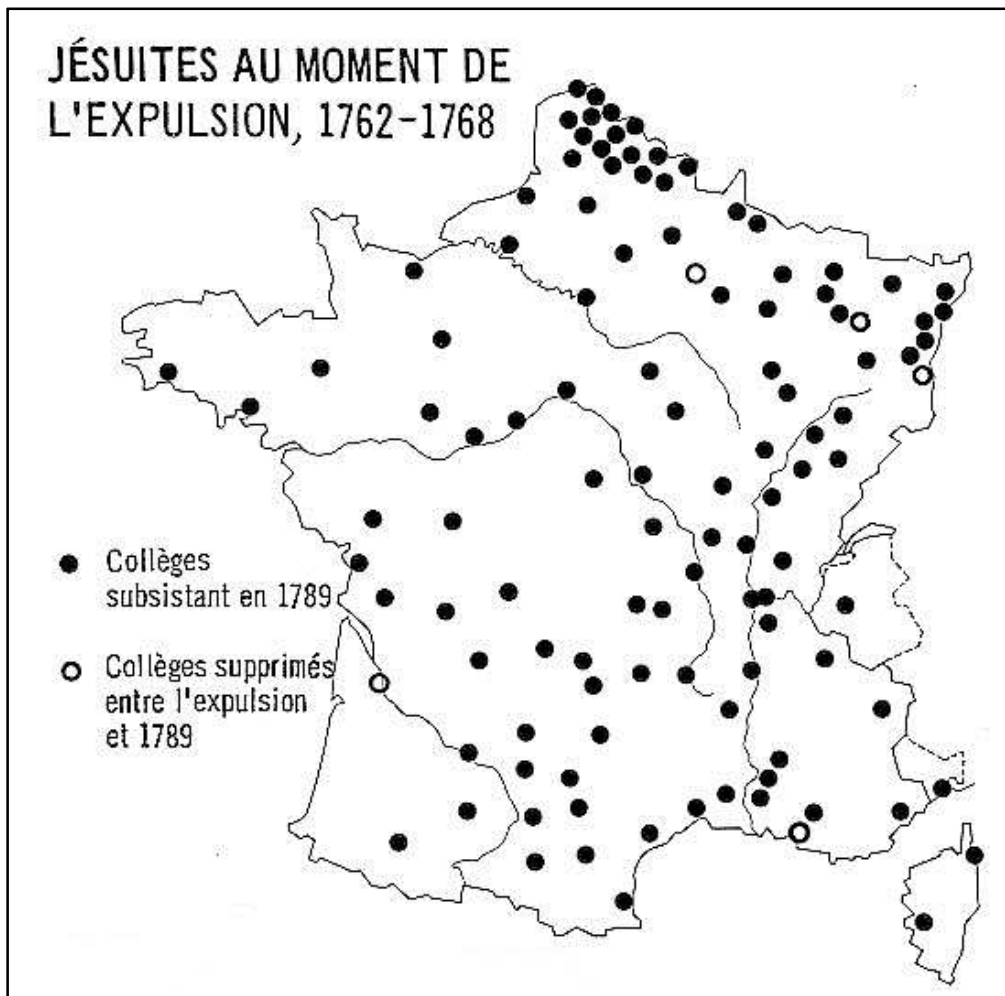 JÉSUITES AU MOMENT DE
L'EXPULSION, 1762-1768
Collèges
subsistant en 1789
Collèges supprimés
entre l'expulsion
et 1789